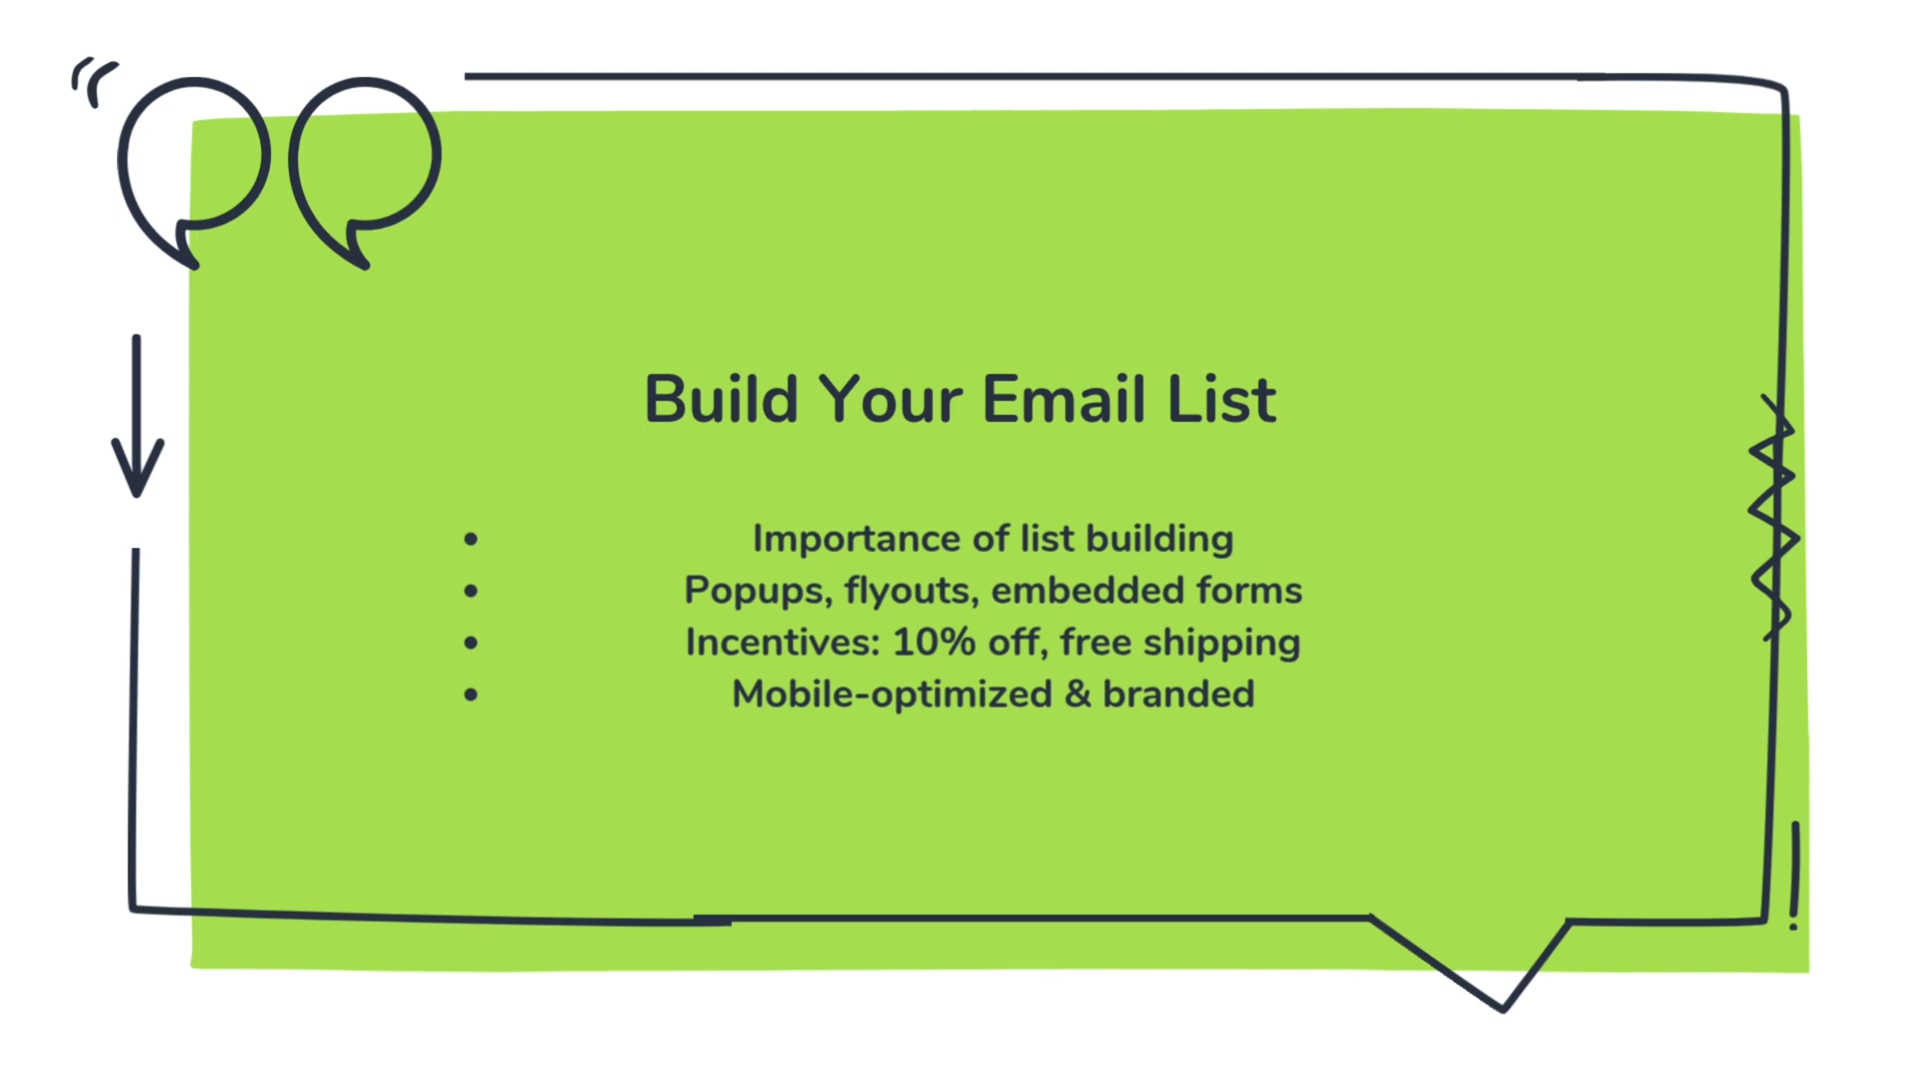 Build Your Email List
• Importance of list building
• Popups, flyouts, embedded forms
• Incentives: 10% off, free shipping
• Mobile-optimized & branded